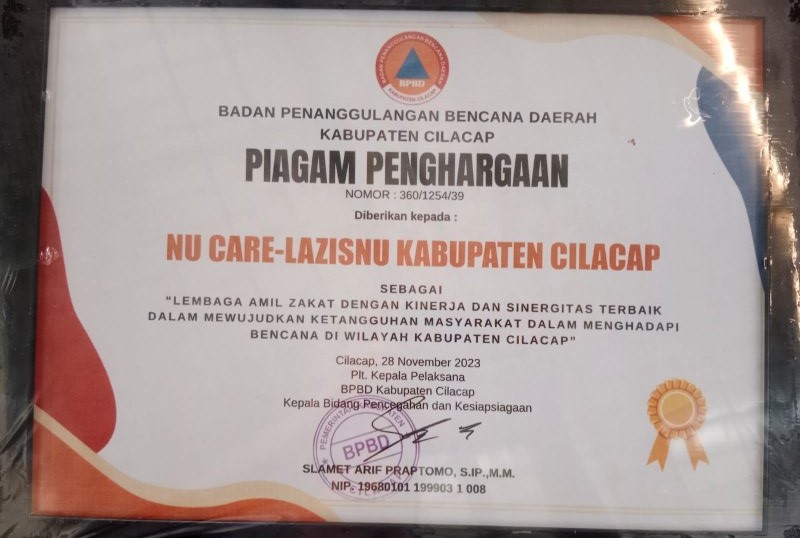 BADAN PENANGGULANGAN BENCANA DAERAH
BPBD
KABUPATEN CILACAP
BADAN PENANGGULANGAN BENCANA DAERAH
KABUPATEN CILACAP
PIAGAM PENGHARGAAN
NOMOR : 360/1254/39
Diberikan kepada :
NU CARE-LAZISNU KABUPATEN CILACAP
SEBAGAI
"LEMBAGA AMIL ZAKAT DENGAN KINERJA DAN SINERGITAS TERBAIK
DALAM MEWUJUDKAN KETANGGUHAN MASYARAKAT DALAM MENGHADAPI
BENCANA DI WILAYAH KABUPATEN CILACAP"
Cilacap, 28 November 2023
Plt. Kepala Pelaksana
BPBD Kabupaten Cilacap
Kepala Bidang Pencegahan dan Kesiapsiagaan
PEMERINTAH KABUPATEN
BPBD
CILACAP
SLAMET ARIF PRAPTOMO, S.IP.,M.M.
NIP. 19680101 199903 1 008